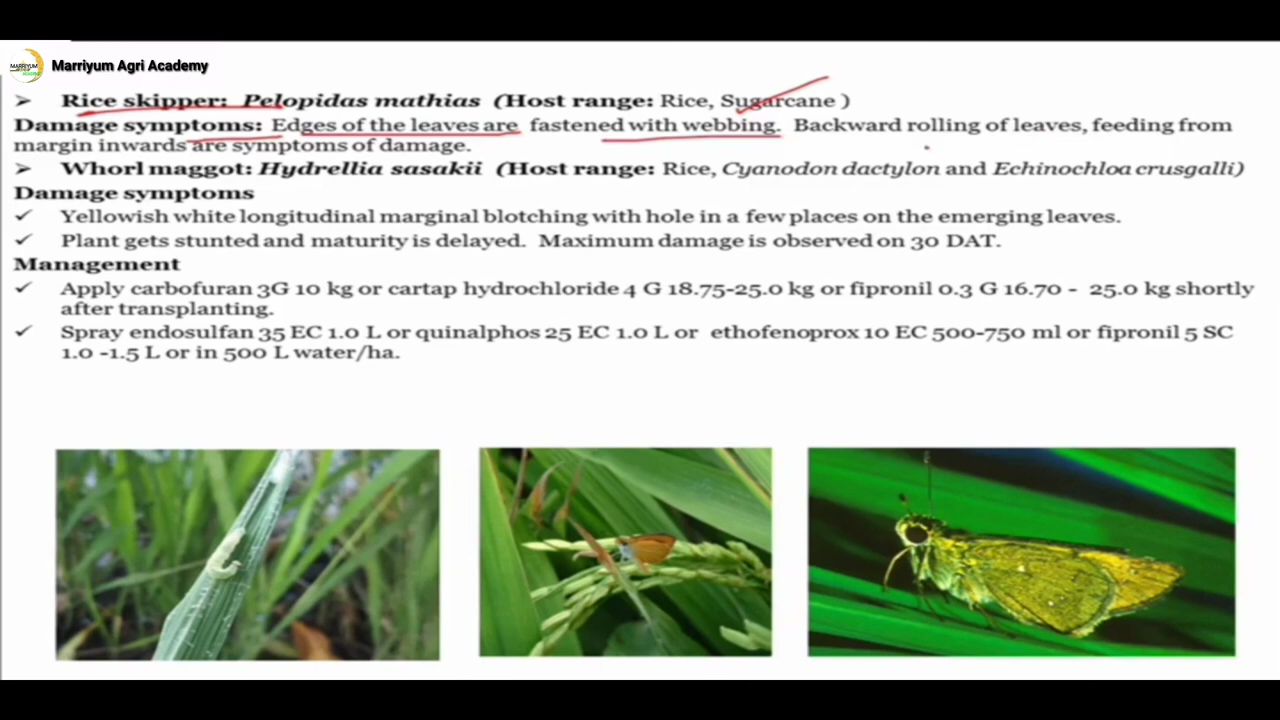 MARRIYUM
Marriyum Agri Academy
➢ Rice skipper: Pelopidas mathias (Host range: Rice, Sugarcane )
Damage symptoms: Edges of the leaves are fastened with webbing. Backward rolling of leaves, feeding from
margin inwards are symptoms of damage.
➢ Whorl maggot: Hydrellia sasakii (Host range: Rice, Cyanodon dactylon and Echinochloa crusgalli)
Damage symptoms
✓ Yellowish white longitudinal marginal blotching with hole in a few places on the emerging leaves.
✓ Plant gets stunted and maturity is delayed. Maximum damage is observed on 30 DAT.
Management
✓ Apply carbofuran 3G 10 kg or cartap hydrochloride 4 G 18.75-25.0 kg or fipronil 0.3 G 16.70 - 25.0 kg shortly
after transplanting.
✓ Spray endosulfan 35 EC 1.0 L or quinalphos 25 EC 1.0 L or ethofenoprox 10 EC 500-750 ml or fipronil 5 SC
1.0 -1.5 L or in 500 L water/ha.